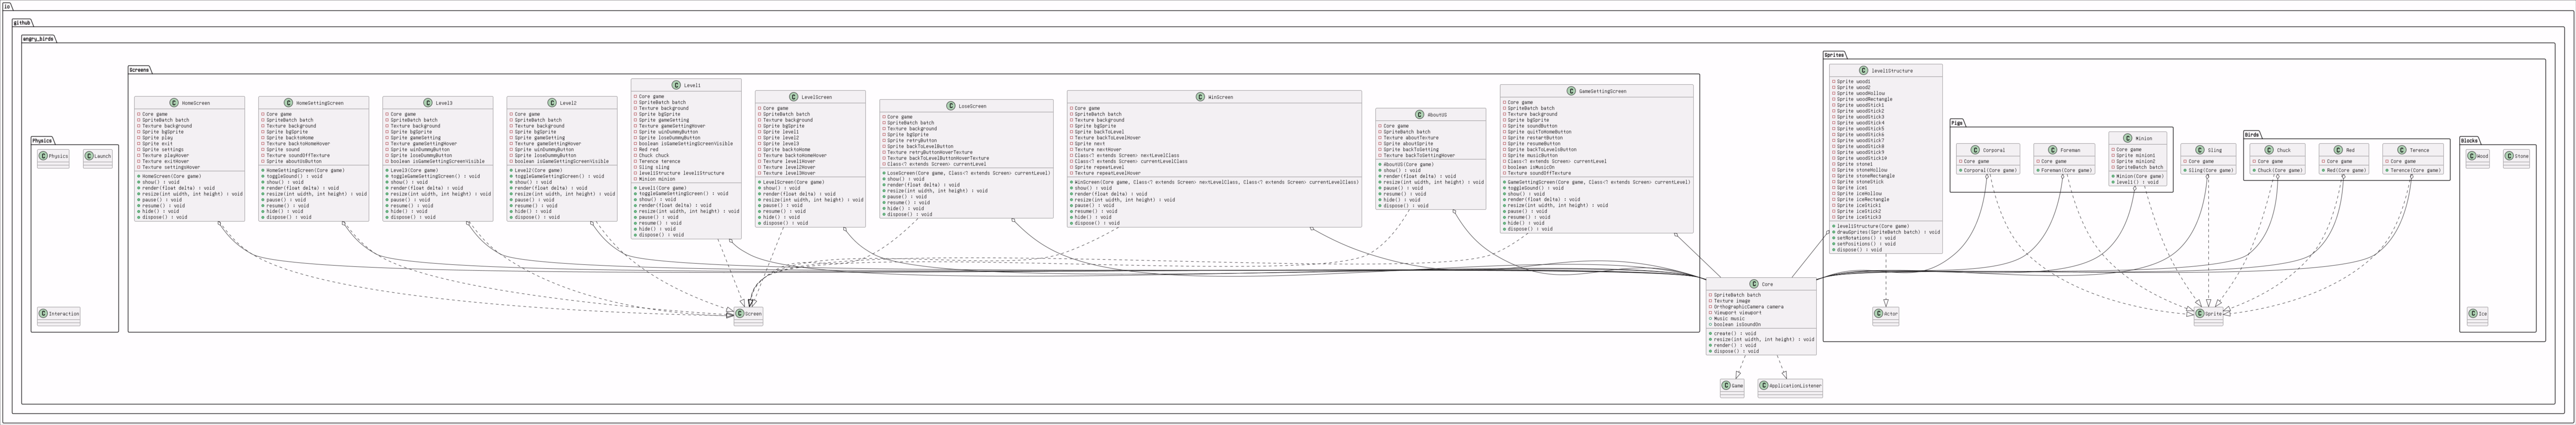 io
github
angry_birds
Screens
HomeScreen
Core game
SpriteBatch batch
Texture background
Sprite bgSprite
Sprite play
Sprite exit
Sprite settings
Texture playHover
Texture exitHover
Texture settingsHover
HomeScreen(Core game)
show() : void
render(float delta) : void
resize(int width, int height) : void
pause() : void
resume() : void
hide() : void
dispose() : void
HomeSettingScreen
Core game
SpriteBatch batch
Texture background
Sprite bgSprite
Sprite backtoHome
Texture backtoHomeHover
Sprite sound
Texture soundOffTexture
Sprite aboutUsButton
HomeSettingScreen(Core game)
toggleSound() : void
show() : void
render(float delta) : void
resize(int width, int height) : void
pause() : void
resume() : void
hide() : void
dispose() : void
Level3
Core game
SpriteBatch batch
Texture background
Sprite bgSprite
Sprite gameSetting
Texture gameSettingHover
Sprite winDummyButton
Sprite loseDummyButton
boolean isGameSettingScreenVisible
Level3(Core game)
toggleGameSettingScreen() : void
show() : void
render(float delta) : void
resize(int width, int height) : void
pause() : void
resume() : void
hide() : void
dispose() : void
Level2
Core game
SpriteBatch batch
Texture background
Sprite bgSprite
Sprite gameSetting
Texture gameSettingHover
Sprite winDummyButton
Sprite loseDummyButton
boolean isGameSettingScreenVisible
Level2(Core game)
toggleGameSettingScreen() : void
show() : void
render(float delta) : void
resize(int width, int height) : void
pause() : void
resume() : void
hide() : void
dispose() : void
Level1
Core game
SpriteBatch batch
Texture background
Sprite bgSprite
Sprite gameSetting
Texture gameSettingHover
Sprite winDummyButton
Sprite loseDummyButton
boolean isGameSettingScreenVisible
Red red
Chuck chuck
Terence terence
Sling sling
level1Structure level1Structure
Minion minion
Level1(Core game)
toggleGameSetting() : void
show() : void
render(float delta) : void
resize(int width, int height) : void
pause() : void
resume() : void
hide() : void
dispose() : void
LevelScreen
Core game
SpriteBatch batch
Texture background
Sprite bgSprite
Sprite level1
Sprite level2
Sprite level3
Sprite backtoHome
Texture backtoHomeHover
Texture level1Hover
Texture level2Hover
Texture level3Hover
LevelScreen(Core game)
show() : void
render(float delta) : void
resize(int width, int height) : void
pause() : void
resume() : void
hide() : void
dispose() : void
LoseScreen
Core game
SpriteBatch batch
Texture background
Sprite bgSprite
Sprite retryButton
Sprite backToLevelButton
Texture retryButtonHoverTexture
Texture backToLevelButtonHoverTexture
Class<? extends Screen> currentLevel
LoseScreen(Core game, Class<? extends Screen> currentLevel)
show() : void
render(float delta) : void
resize(int width, int height) : void
pause() : void
resume() : void
hide() : void
dispose() : void
WinScreen
Core game
SpriteBatch batch
Texture background
Sprite bgSprite
Sprite backToLevel
Texture backToLevelHover
Sprite next
Texture nextHover
Class<? extends Screen> nextLevelClass
Class<? extends Screen> currentLevelClass
Sprite repeatLevel
Texture repeatLevelHover
WinScreen(Core game, Class<? extends Screen> nextLevelClass, Class<? extends Screen> currentLevelClass)
show() : void
render(float delta) : void
resize(int width, int height) : void
pause() : void
resume() : void
hide() : void
dispose() : void
AboutUS
Core game
SpriteBatch batch
Texture aboutTexture
Sprite aboutSprite
Sprite backToSetting
Texture backToSettingHover
AboutUS(Core game)
show() : void
render(float delta) : void
resize(int width, int height) : void
pause() : void
resume() : void
hide() : void
dispose() : void
GameSettingScreen
Core game
SpriteBatch batch
Texture background
Sprite bgSprite
Sprite soundButton
Sprite quitToHomeButton
Sprite restartButton
Sprite resumeButton
Sprite backToLevelsButton
Sprite musicButton
Class<? extends Screen> currentLevel
boolean isMusicOn
Texture soundOffTexture
GameSettingScreen(Core game, Class<? extends Screen> currentLevel)
toggleSound() : void
show() : void
render(float delta) : void
resize(int width, int height) : void
pause() : void
resume() : void
hide() : void
dispose() : void
Screen
Physics
Physics
Launch
Interaction
Sprites
level1Structure
Sprite wood1
Sprite wood2
Sprite woodHollow
Sprite woodRectangle
Sprite woodStick1
Sprite woodStick2
Sprite woodStick3
Sprite woodStick4
Sprite woodStick5
Sprite woodStick6
Sprite woodStick7
Sprite woodStick8
Sprite woodStick9
Sprite woodStick10
Sprite stone1
Sprite stoneHollow
Sprite stoneRectangle
Sprite stoneStick
Sprite ice1
Sprite iceHollow
Sprite iceRectangle
Sprite iceStick1
Sprite iceStick2
Sprite iceStick3
level1Structure(Core game)
drawSprites(SpriteBatch batch) : void
setRotations() : void
setPositions() : void
dispose() : void
Pigs
Corporal
Core game
Corporal(Core game)
Foreman
Core game
Foreman(Core game)
Minion
Core game
Sprite minion1
Sprite minion2
SpriteBatch batch
Minion(Core game)
level1() : void
Sling
Core game
Sling(Core game)
Birds
Chuck
Core game
Chuck(Core game)
Red
Core game
Red(Core game)
Terence
Core game
Terence(Core game)
Blocks
Wood
Stone
Ice
Actor
Sprite
Core
SpriteBatch batch
Texture image
OrthographicCamera camera
Viewport viewport
Music music
boolean isSoundOn
create() : void
resize(int width, int height) : void
render() : void
dispose() : void
Game
ApplicationListener